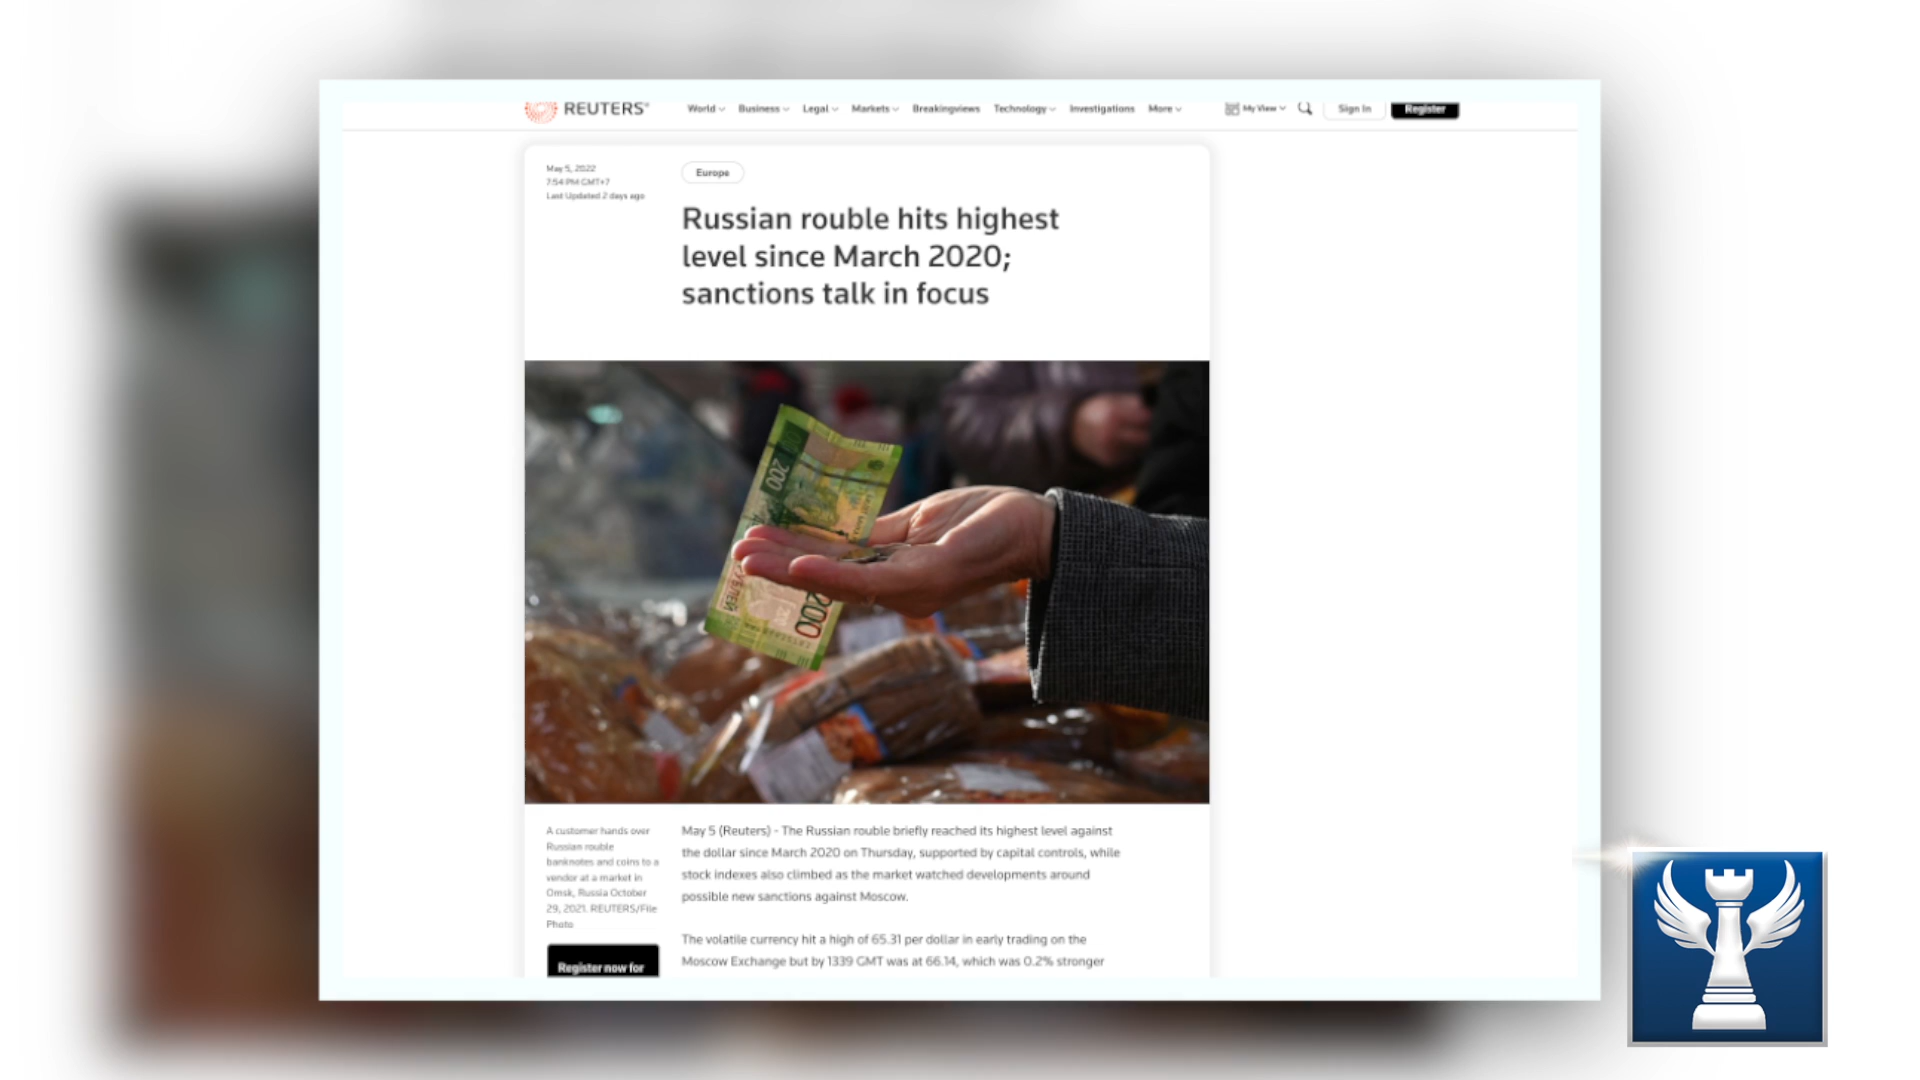 REUTERS®
World
Business
Legal
Markets
Breakingviews
Technology
Investigations
More
My View
Sign In
Register
May 5, 2022
7:54 PM GMT+7
Last Updated 2 days ago
Europe
Russian rouble hits highest
level since March 2020;
sanctions talk in focus
200
200
A customer hands over
Russian rouble
banknotes and coins to a
vendor at a market in
Omsk, Russia October
29, 2021. REUTERS/File
Photo
Register now for
May 5 (Reuters) - The Russian rouble briefly reached its highest level against
the dollar since March 2020 on Thursday, supported by capital controls, while
stock indexes also climbed as the market watched developments around
possible new sanctions against Moscow.
The volatile currency hit a high of 65.31 per dollar in early trading on the
Moscow Exchange but by 1339 GMT was at 66.14, which was 0.2% stronger